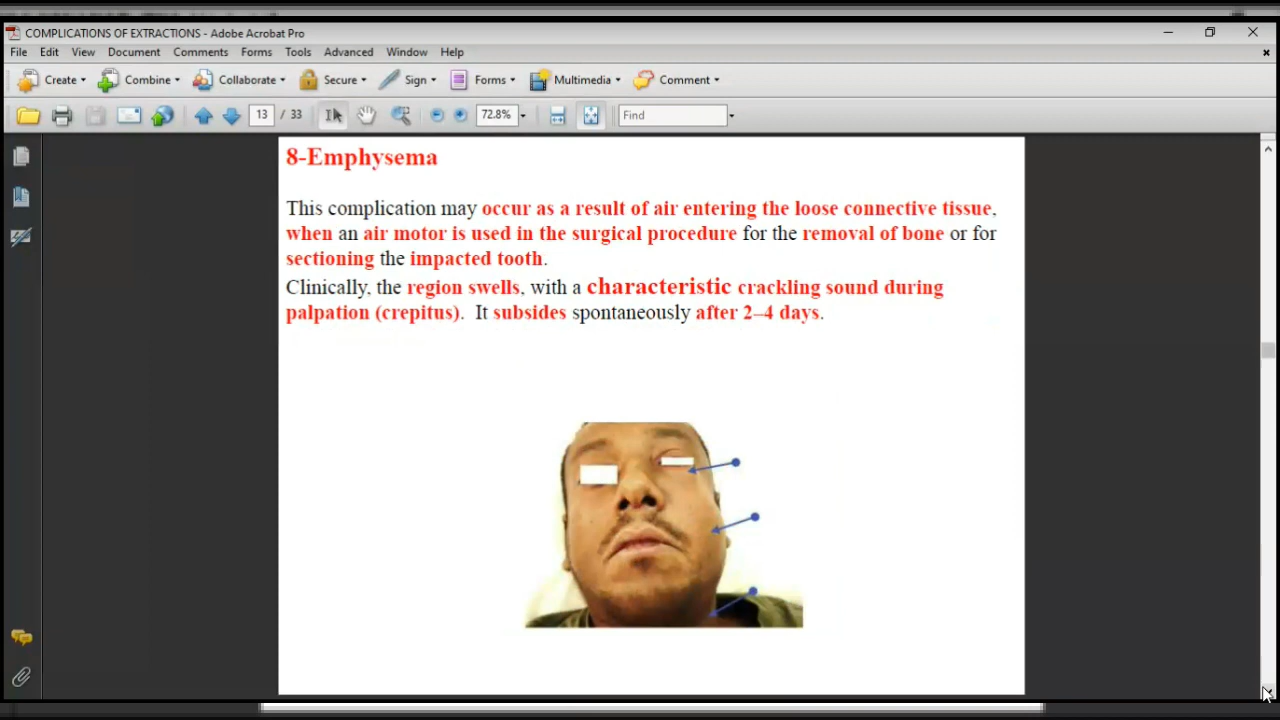 COMPLICATIONS OF EXTRACTIONS - Adobe Acrobat Pro
File Edit View Document Comments Forms Tools Advanced Window Help
Create Combine Collaborate Secure Sign Forms Multimedia Comment
13 / 33 72.8% Find
8-Emphysema
This complication may occur as a result of air entering the loose connective tissue,
when an air motor is used in the surgical procedure for the removal of bone or for
sectioning the impacted tooth.
Clinically, the region swells, with a characteristic crackling sound during
palpation (crepitus). It subsides spontaneously after 2–4 days.